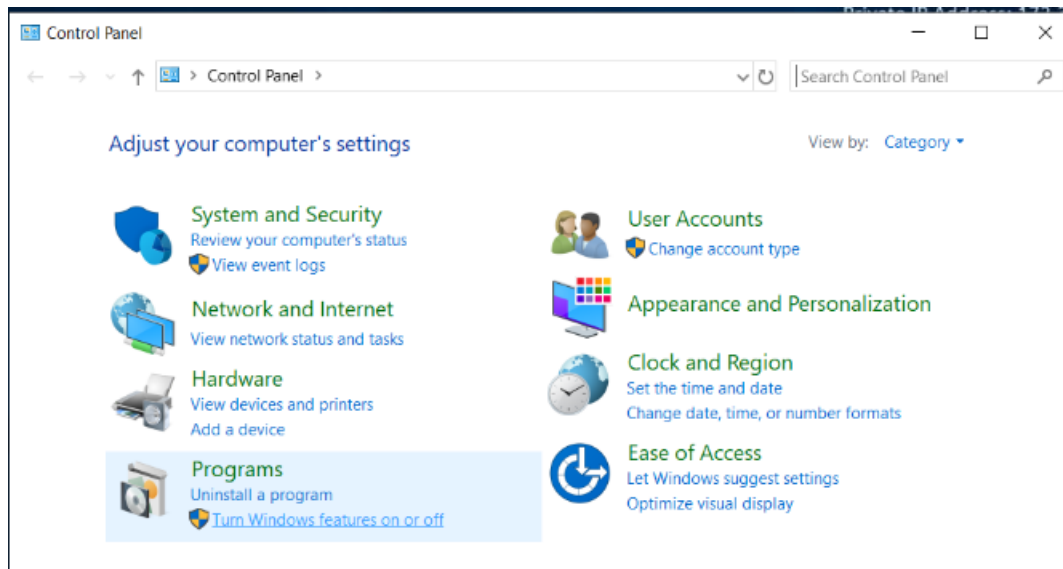 Private IP Address: 172.
Control Panel
Control Panel
Search Control Panel
Adjust your computer's settings
View by: Category
System and Security
Review your computer's status
View event logs
Network and Internet
View network status and tasks
Hardware
View devices and printers
Add a device
Programs
Uninstall a program
Turn Windows features on or off
User Accounts
Change account type
Appearance and Personalization
Clock and Region
Set the time and date
Change date, time, or number formats
Ease of Access
Let Windows suggest settings
Optimize visual display